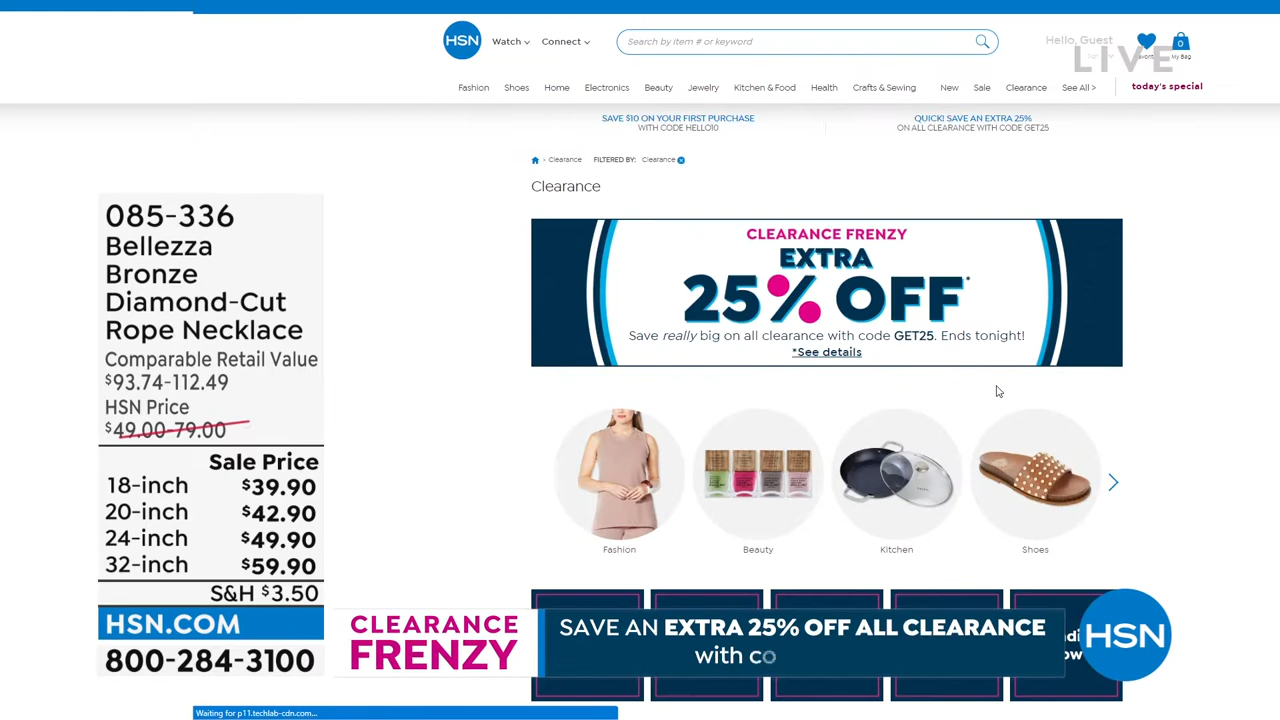 HSN
Watch
Connect
Search by item # or keyword
Hello, Guest
LIVE
My Bag
0
Fashion
Shoes
Home
Electronics
Beauty
Jewelry
Kitchen & Food
Health
Crafts & Sewing
New
Sale
Clearance
See All >
today's special
SAVE $10 ON YOUR FIRST PURCHASE
WITH CODE HELLO10
QUICK! SAVE AN EXTRA 25%
ON ALL CLEARANCE WITH CODE GET25
Clearance
FILTERED BY: Clearance
Clearance
CLEARANCE FRENZY
EXTRA
25% OFF*
Save really big on all clearance with code GET25. Ends tonight!
*See details
Fashion
Beauty
Kitchen
Shoes
085-336
Bellezza
Bronze
Diamond-Cut
Rope Necklace
Comparable Retail Value
$93.74-112.49
HSN Price
$49.00-79.00
Sale Price
18-inch $39.90
20-inch $42.90
24-inch $49.90
32-inch $59.90
S&H $3.50
HSN.COM
800-284-3100
CLEARANCE
FRENZY
SAVE AN EXTRA 25% OFF ALL CLEARANCE
with co
HSN
Waiting for p11.techlab-cdn.com...